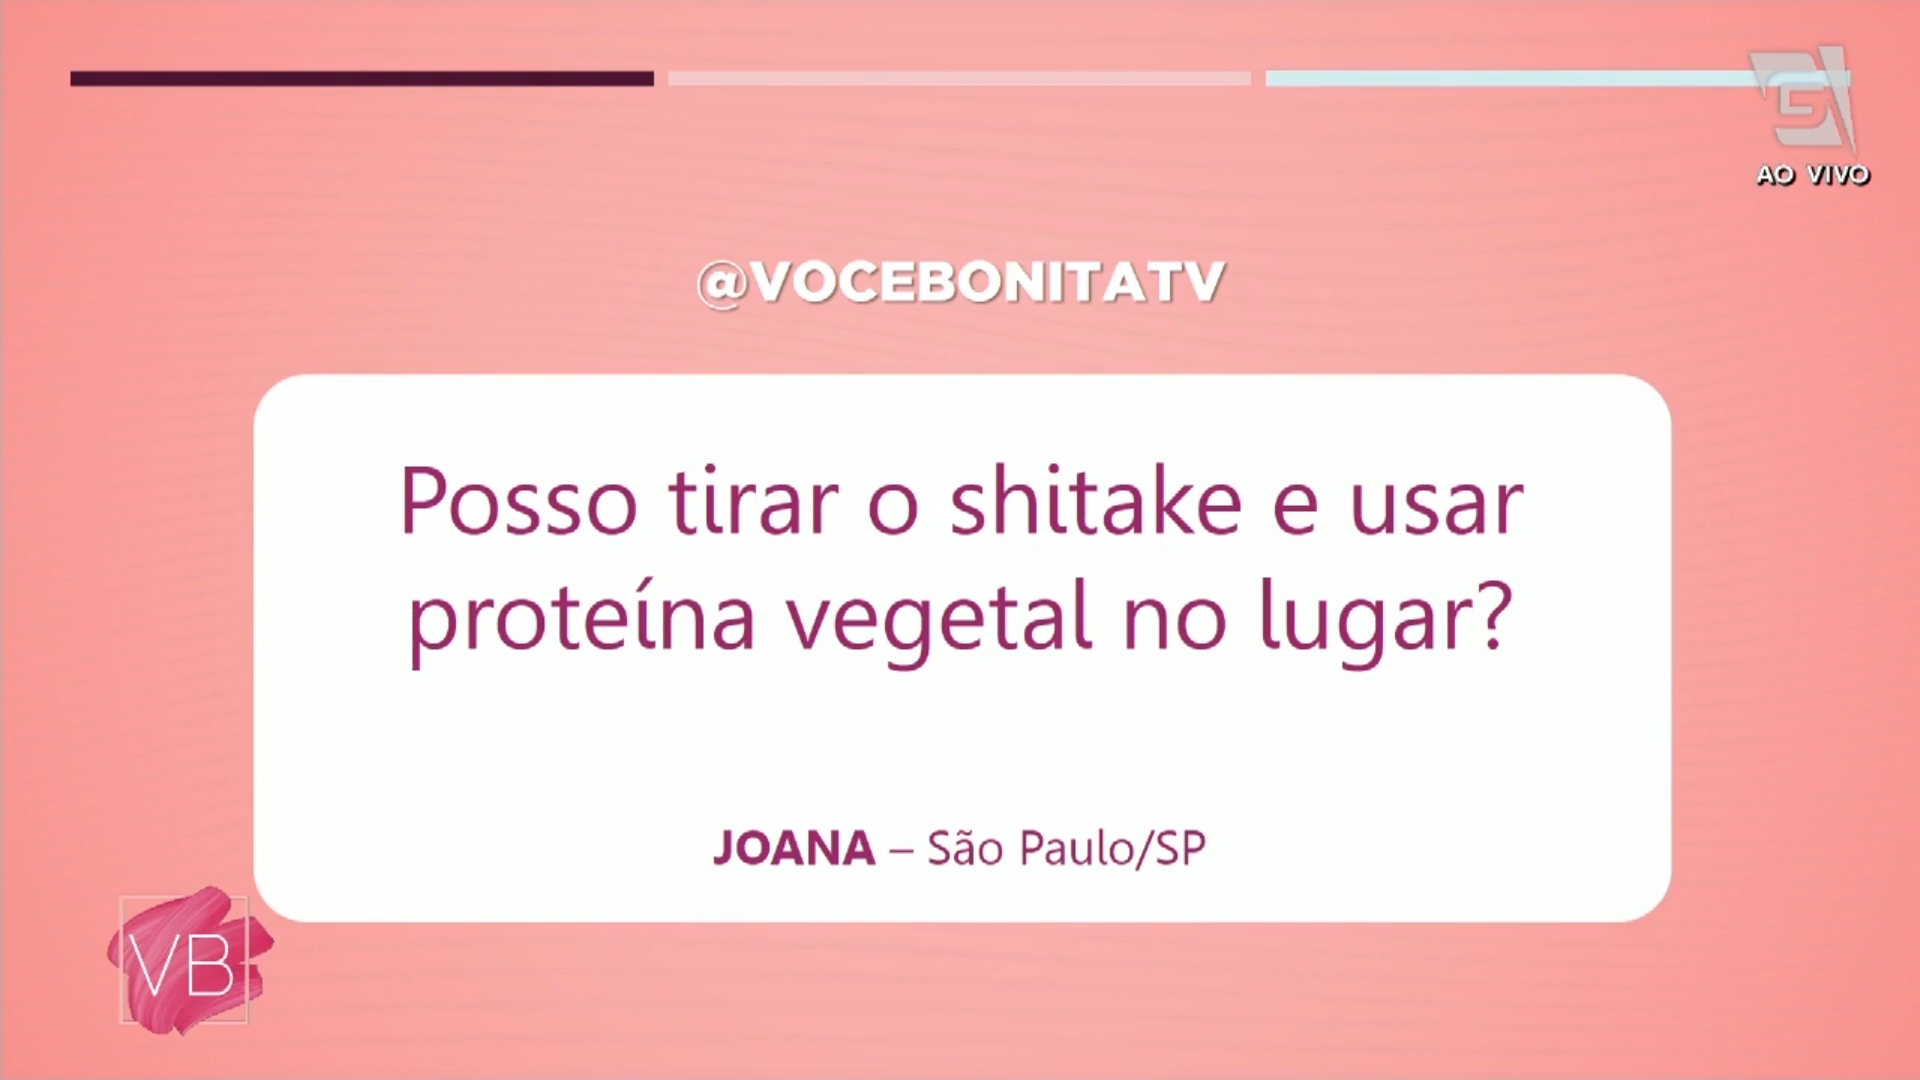 AO VIVO
@VOCEBONITATV
Posso tirar o shitake e usar
proteína vegetal no lugar?
JOANA – São Paulo/SP
VB